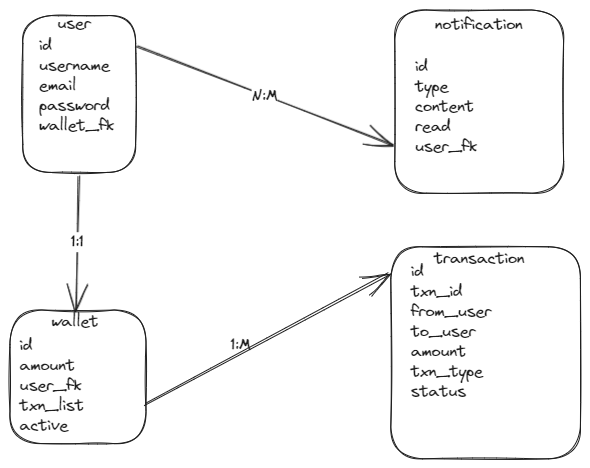 user
id
username
email
password
wallet_fk
notification
id
type
content
read
user_fk
N:M
1:1
wallet
id
amount
user_fk
txn_list
active
1:M
transaction
id
txn_id
from_user
to_user
amount
txn_type
status